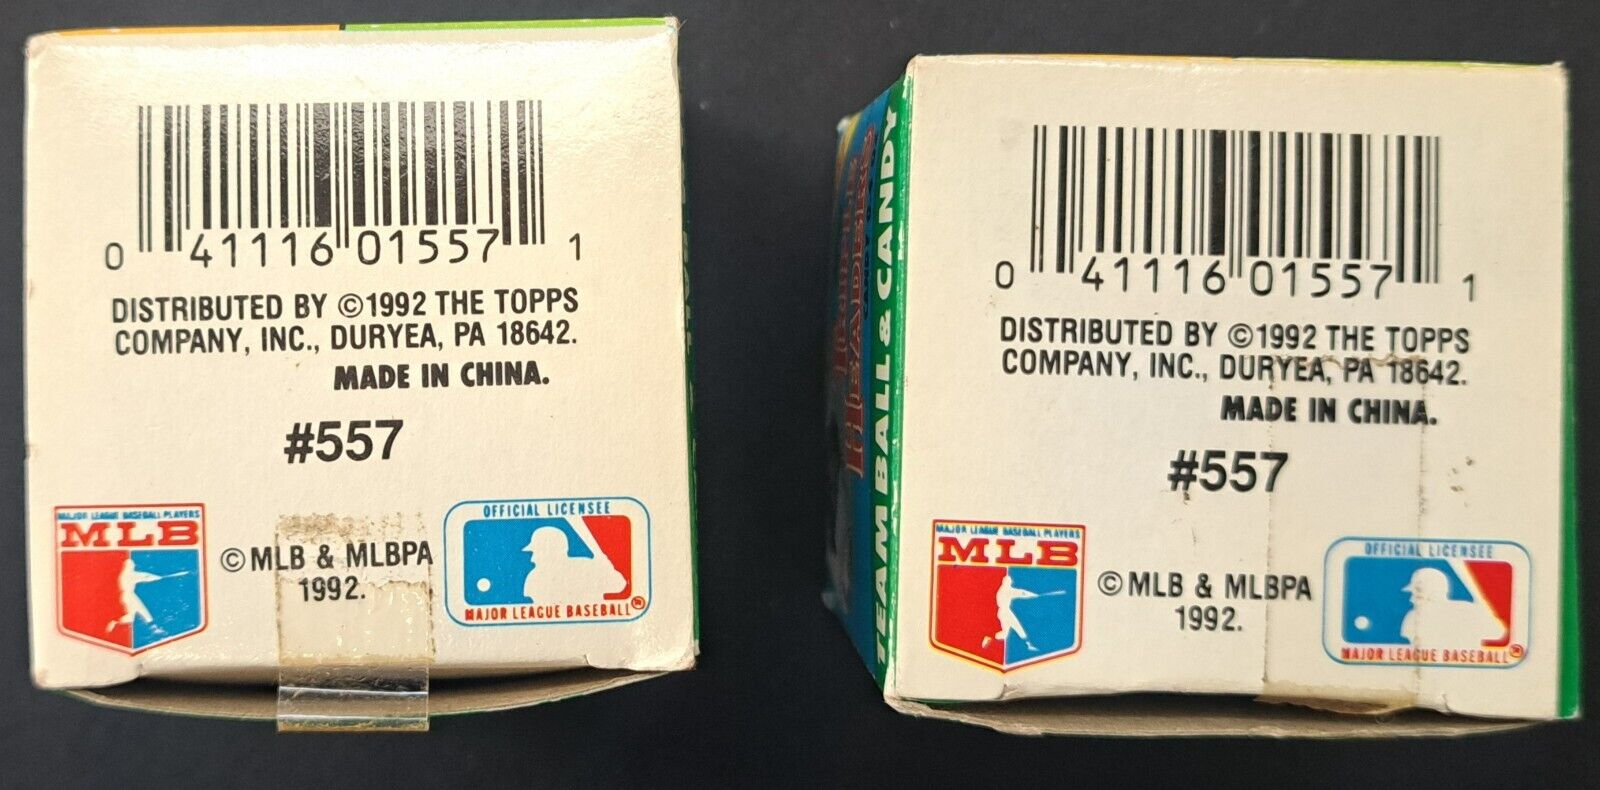 0 41116 01557 1
DISTRIBUTED BY ©1992 THE TOPPS
COMPANY, INC., DURYEA, PA 18642.
MADE IN CHINA.
#557
MAJOR LEAGUE BASEBALL PLAYERS
MLB
© MLB & MLBPA
1992.
OFFICIAL LICENSEE
MAJOR LEAGUE BASEBALL®
HEADERS
TEAM BALL & CANDY
0 41116 01557 1
DISTRIBUTED BY ©1992 THE TOPPS
COMPANY, INC., DURYEA, PA 18642.
MADE IN CHINA.
#557
MAJOR LEAGUE BASEBALL PLAYERS
MLB
© MLB & MLBPA
1992.
OFFICIAL LICENSEE
MAJOR LEAGUE BASEBALL®